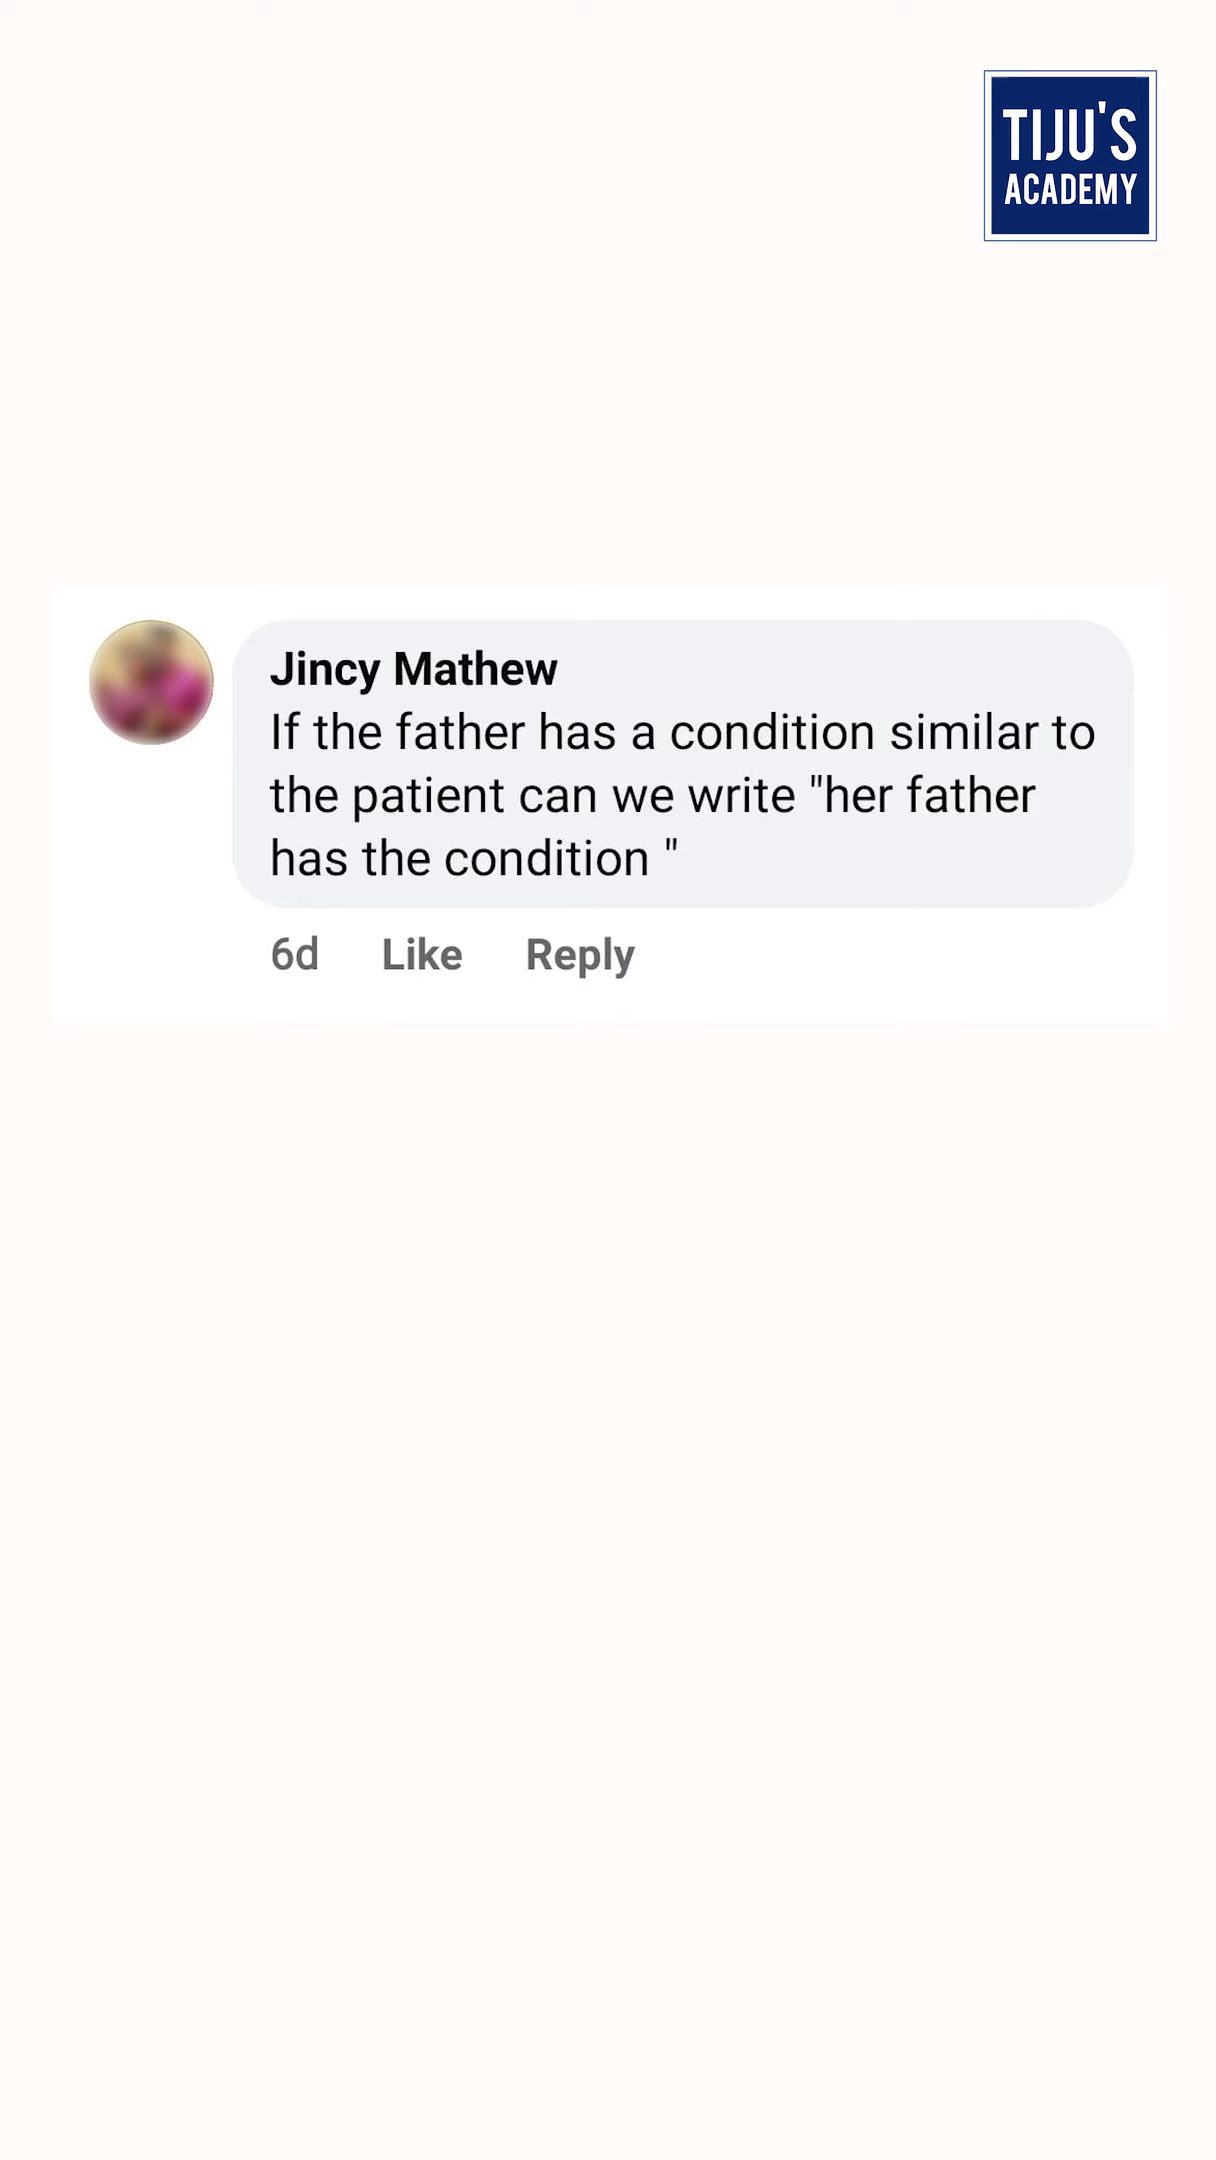 TIJU'S
ACADEMY
Jincy Mathew
If the father has a condition similar to
the patient can we write "her father
has the condition "
6d Like Reply